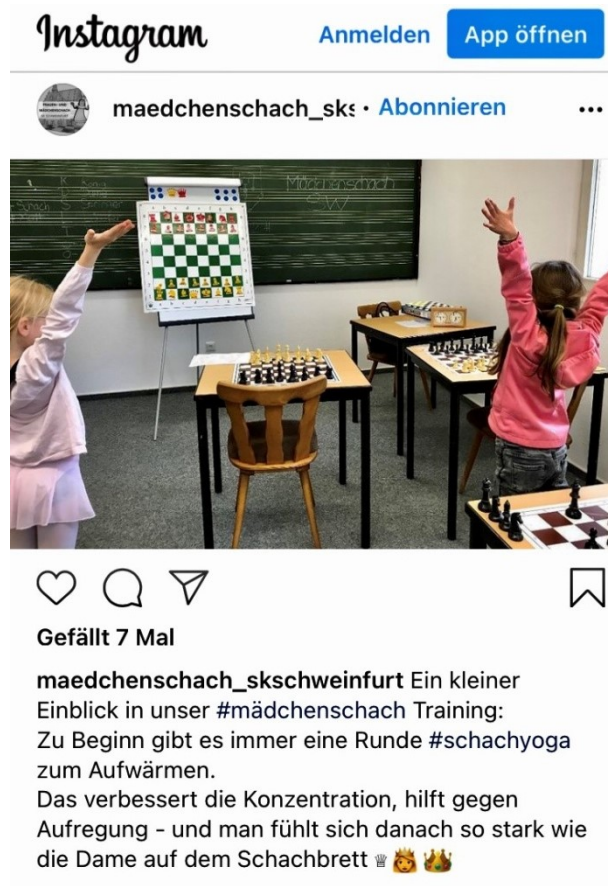 Instagram
Anmelden
App öffnen
maedchenschach_sks • Abonnieren
Mädchenschach
SW
Gefällt 7 Mal
maedchenschach_skschweinfurt Ein kleiner
Einblick in unser #mädchenschach Training:
Zu Beginn gibt es immer eine Runde #schachyoga
zum Aufwärmen.
Das verbessert die Konzentration, hilft gegen
Aufregung - und man fühlt sich danach so stark wie
die Dame auf dem Schachbrett ♕ 👸 👑